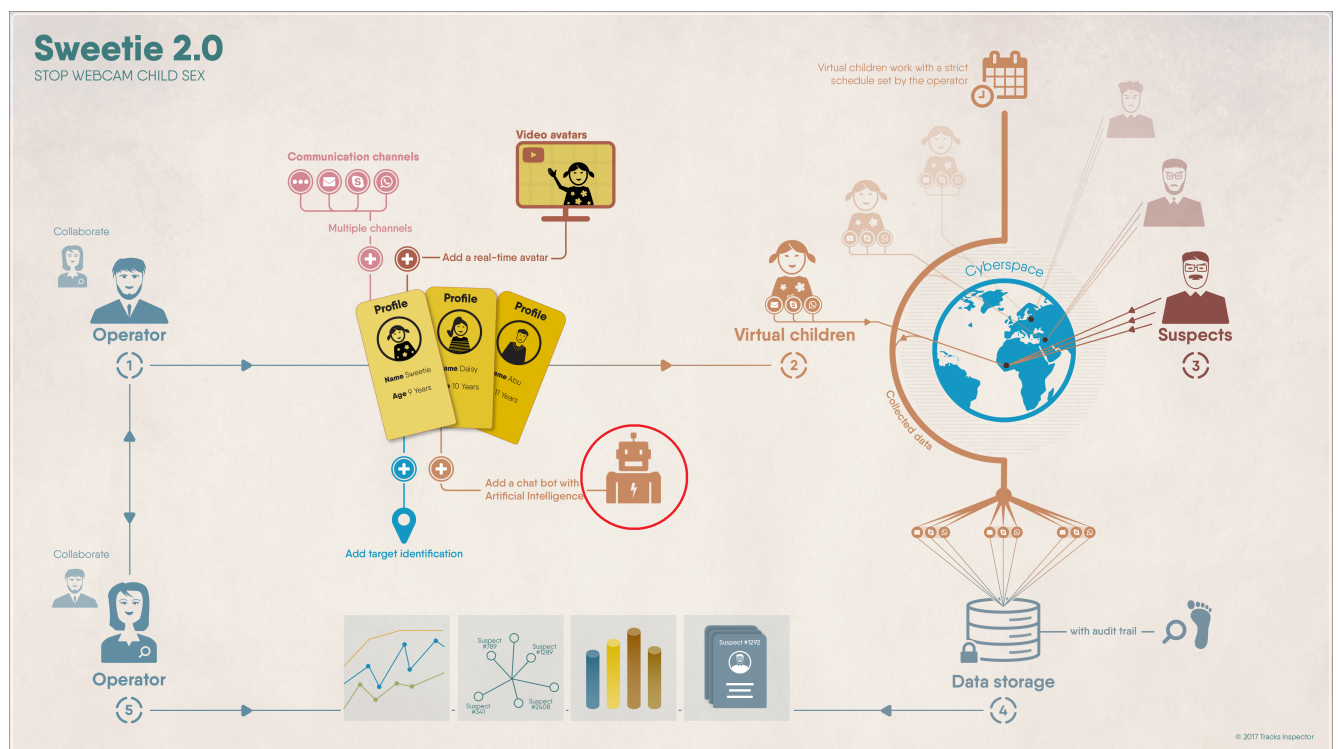 Sweetie 2.0
STOP WEBCAM CHILD SEX
Virtual children work with a strict
schedule set by the operator
Video avatars
Communication channels
Multiple channels
Add a real-time avatar
Collaborate
Operator
1
Profile
Name Sweetie
Age 9 Years
Profile
ame Daisy
10 Years
Profile
ame Abu
11 Years
Virtual children
2
Cyberspace
Suspects
3
Collected data
Add a chat bot with
Artificial Intelligence
Add target identification
Collaborate
Operator
5
Suspect
#789
Suspect
#1289
Suspect
#341
Suspect
#2408
Suspect #1292
Data storage
4
with audit trail
© 2017 Tracks Inspector